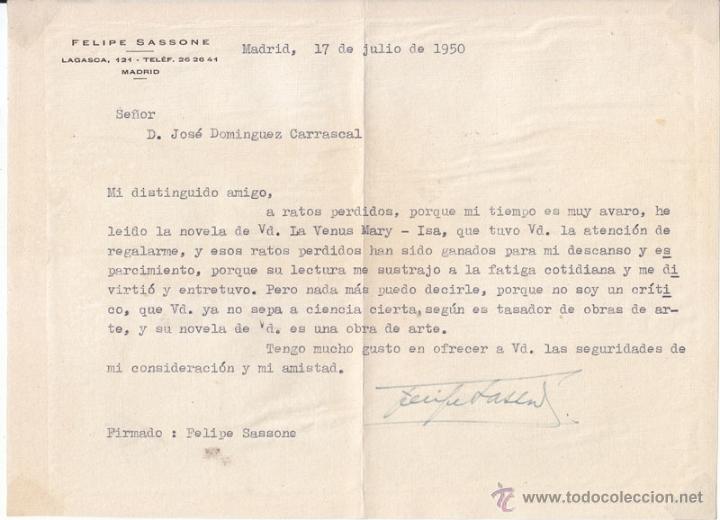 FELIPE SASSONE
LAGASCA, 121 - TELÉF. 26 26 41
MADRID
Madrid, 17 de julio de 1950
Señor
D. José Dominguez Carrascal
Mi distinguido amigo,
a ratos perdidos, porque mi tiempo es muy avaro, he
leido la novela de Vd. La Venus Mary - Isa, que tuvo Vd. la atención de
regalarme, y esos ratos perdidos han sido ganados para mi descanso y es
parcimiento, porque su lectura me sustrajo a la fatiga cotidiana y me di
virtió y entretuvo. Pero nada más puedo decirle, porque no soy un críti
co, que Vd. ya no sepa a ciencia cierta, según es tasador de obras de ar-
te, y su novela de Vd. es una obra de arte.
Tengo mucho gusto en ofrecer a Vd. las seguridades de
mi consideración y mi amistad.
Felipe Sassone
Firmado : Felipe Sassone
www.todocoleccion.net